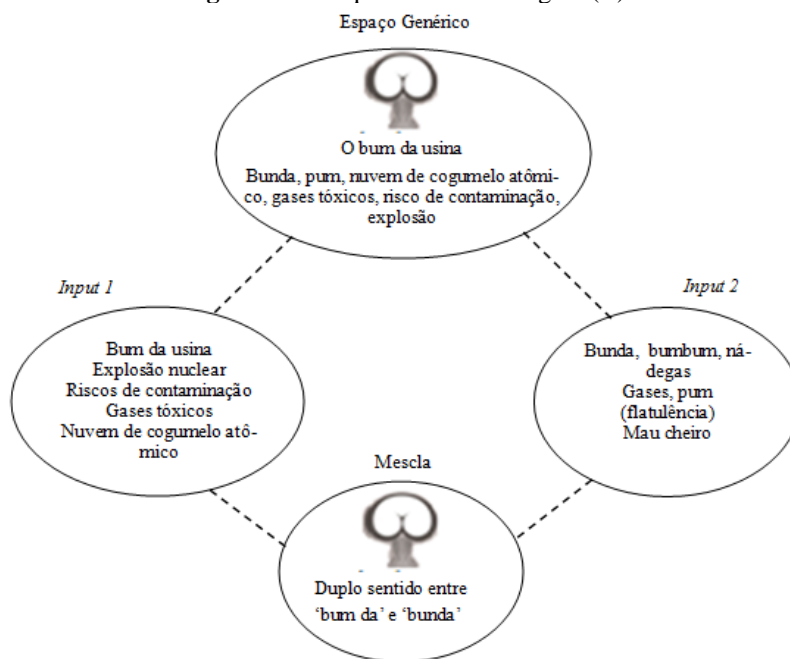 Espaço Genérico
O bum da usina
Bunda, pum, nuvem de cogumelo atômi-
co, gases tóxicos, risco de contaminação,
explosão
Input 1
Bum da usina
Explosão nuclear
Riscos de contaminação
Gases tóxicos
Nuvem de cogumelo atô-
mico
Input 2
Bunda, bumbum, ná-
degas
Gases, pum
(flatulência)
Mau cheiro
Mescla
Duplo sentido entre
‘bum da’ e ‘bunda’